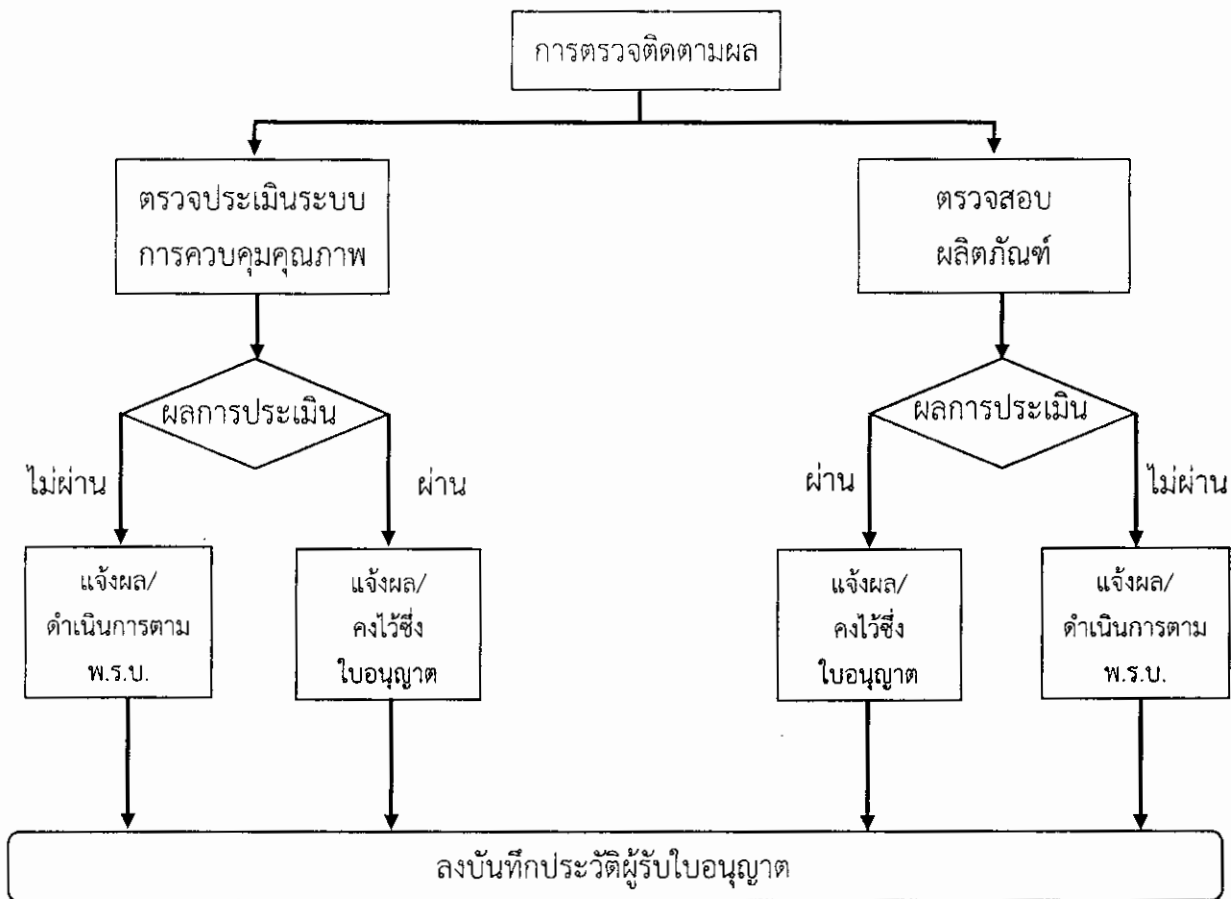 การตรวจติดตามผล
ตรวจประเมินระบบ
การควบคุมคุณภาพ
ตรวจสอบ
ผลิตภัณฑ์
ผลการประเมิน
ผลการประเมิน
ไม่ผ่าน
ผ่าน
ผ่าน
ไม่ผ่าน
แจ้งผล/
ดำเนินการตาม
พ.ร.บ.
แจ้งผล/
คงไว้ซึ่ง
ใบอนุญาต
แจ้งผล/
คงไว้ซึ่ง
ใบอนุญาต
แจ้งผล/
ดำเนินการตาม
พ.ร.บ.
ลงบันทึกประวัติผู้รับใบอนุญาต